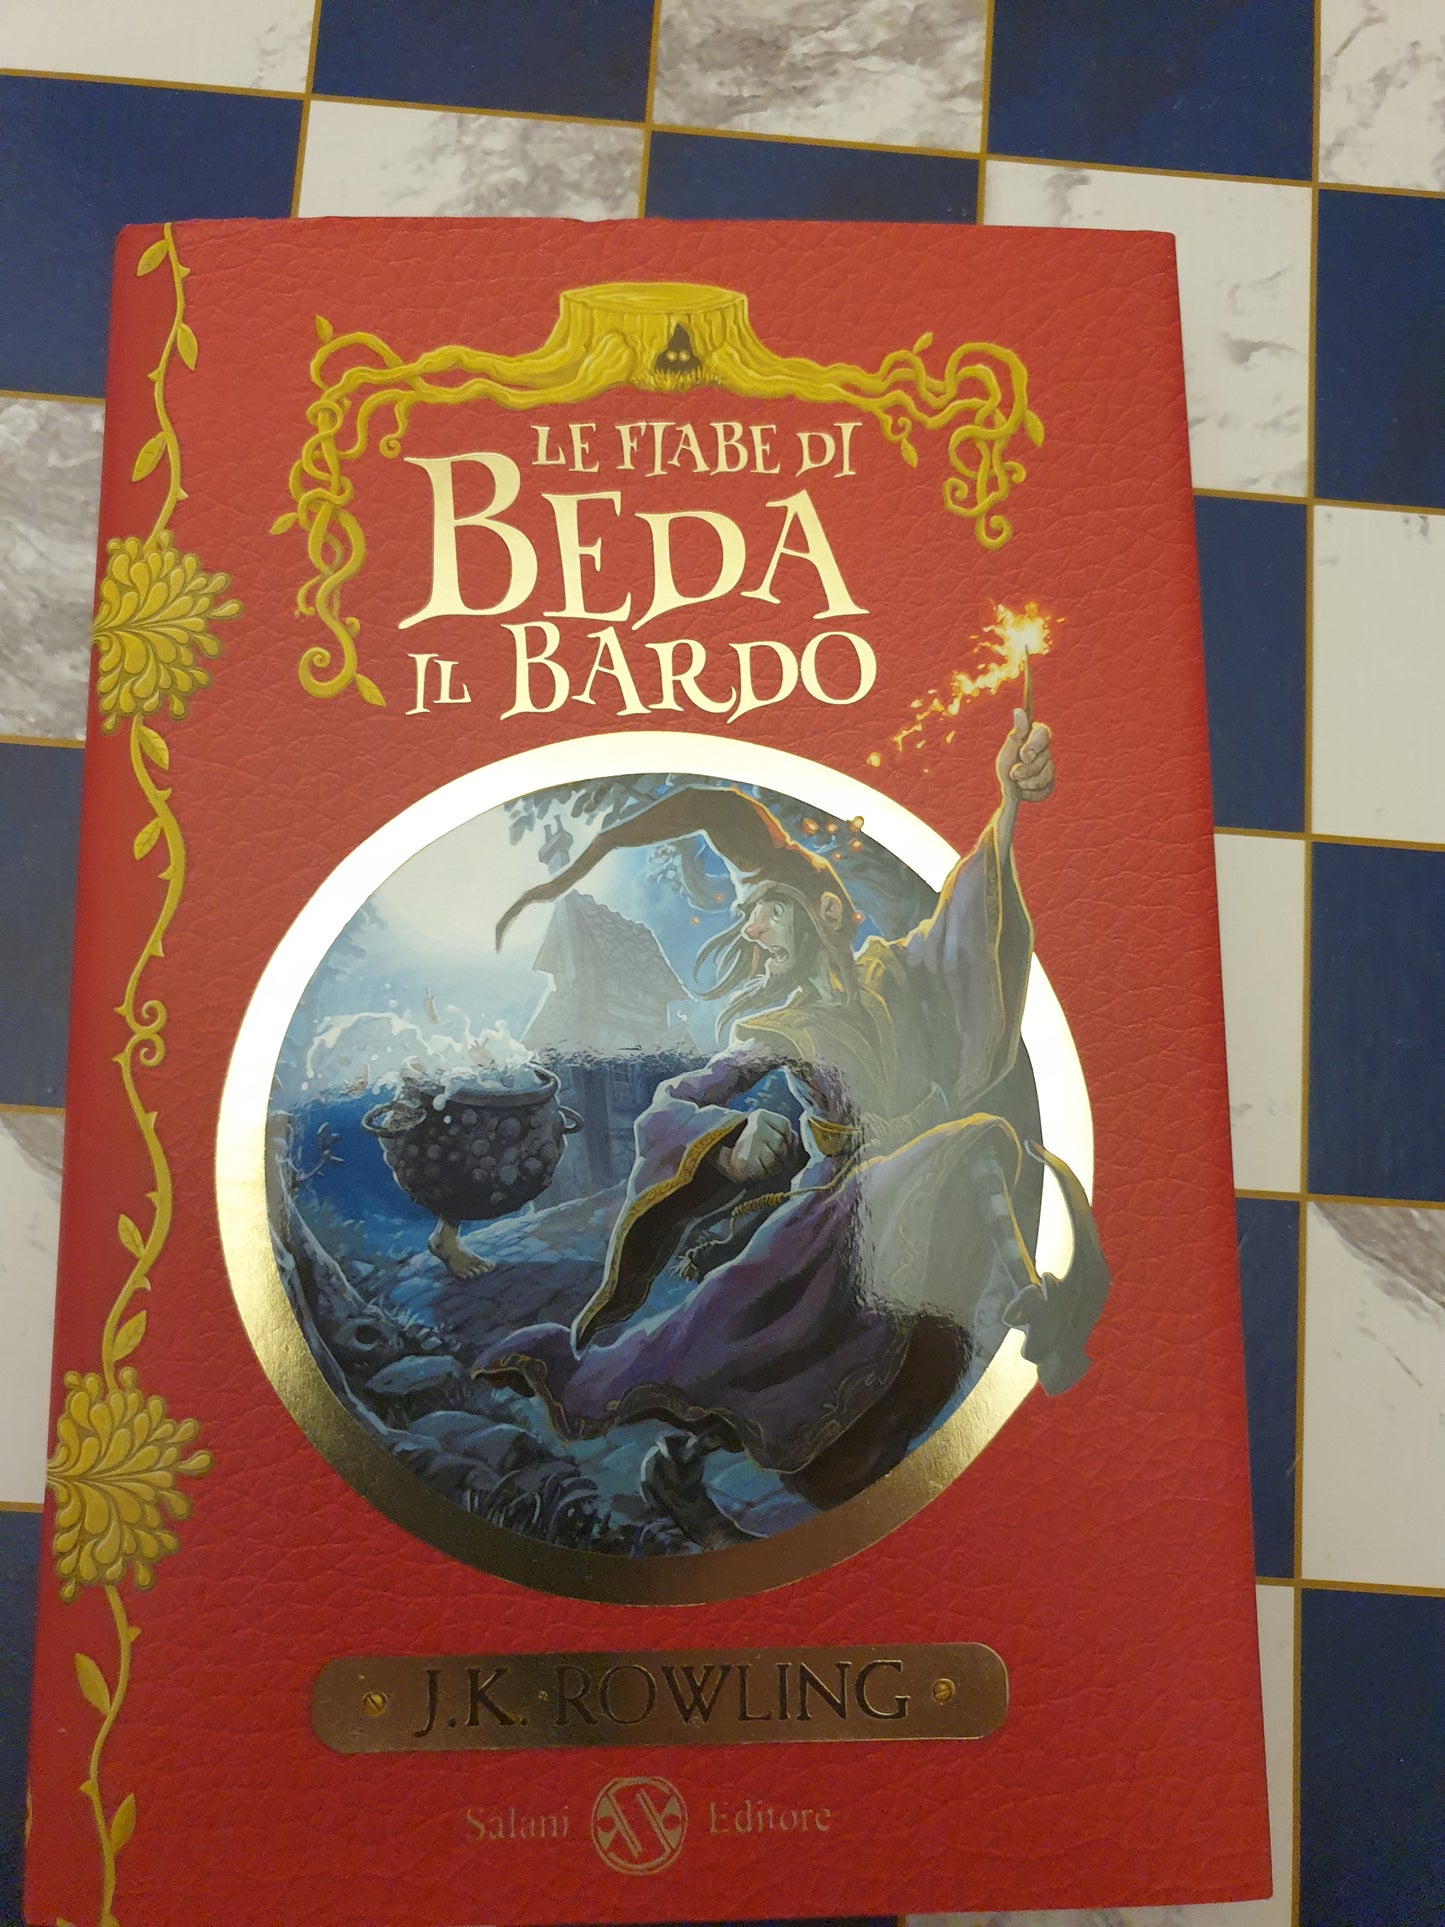 LE FIABE DI
BEDA
IL BARDO
J.K. ROWLING
Salani Editore